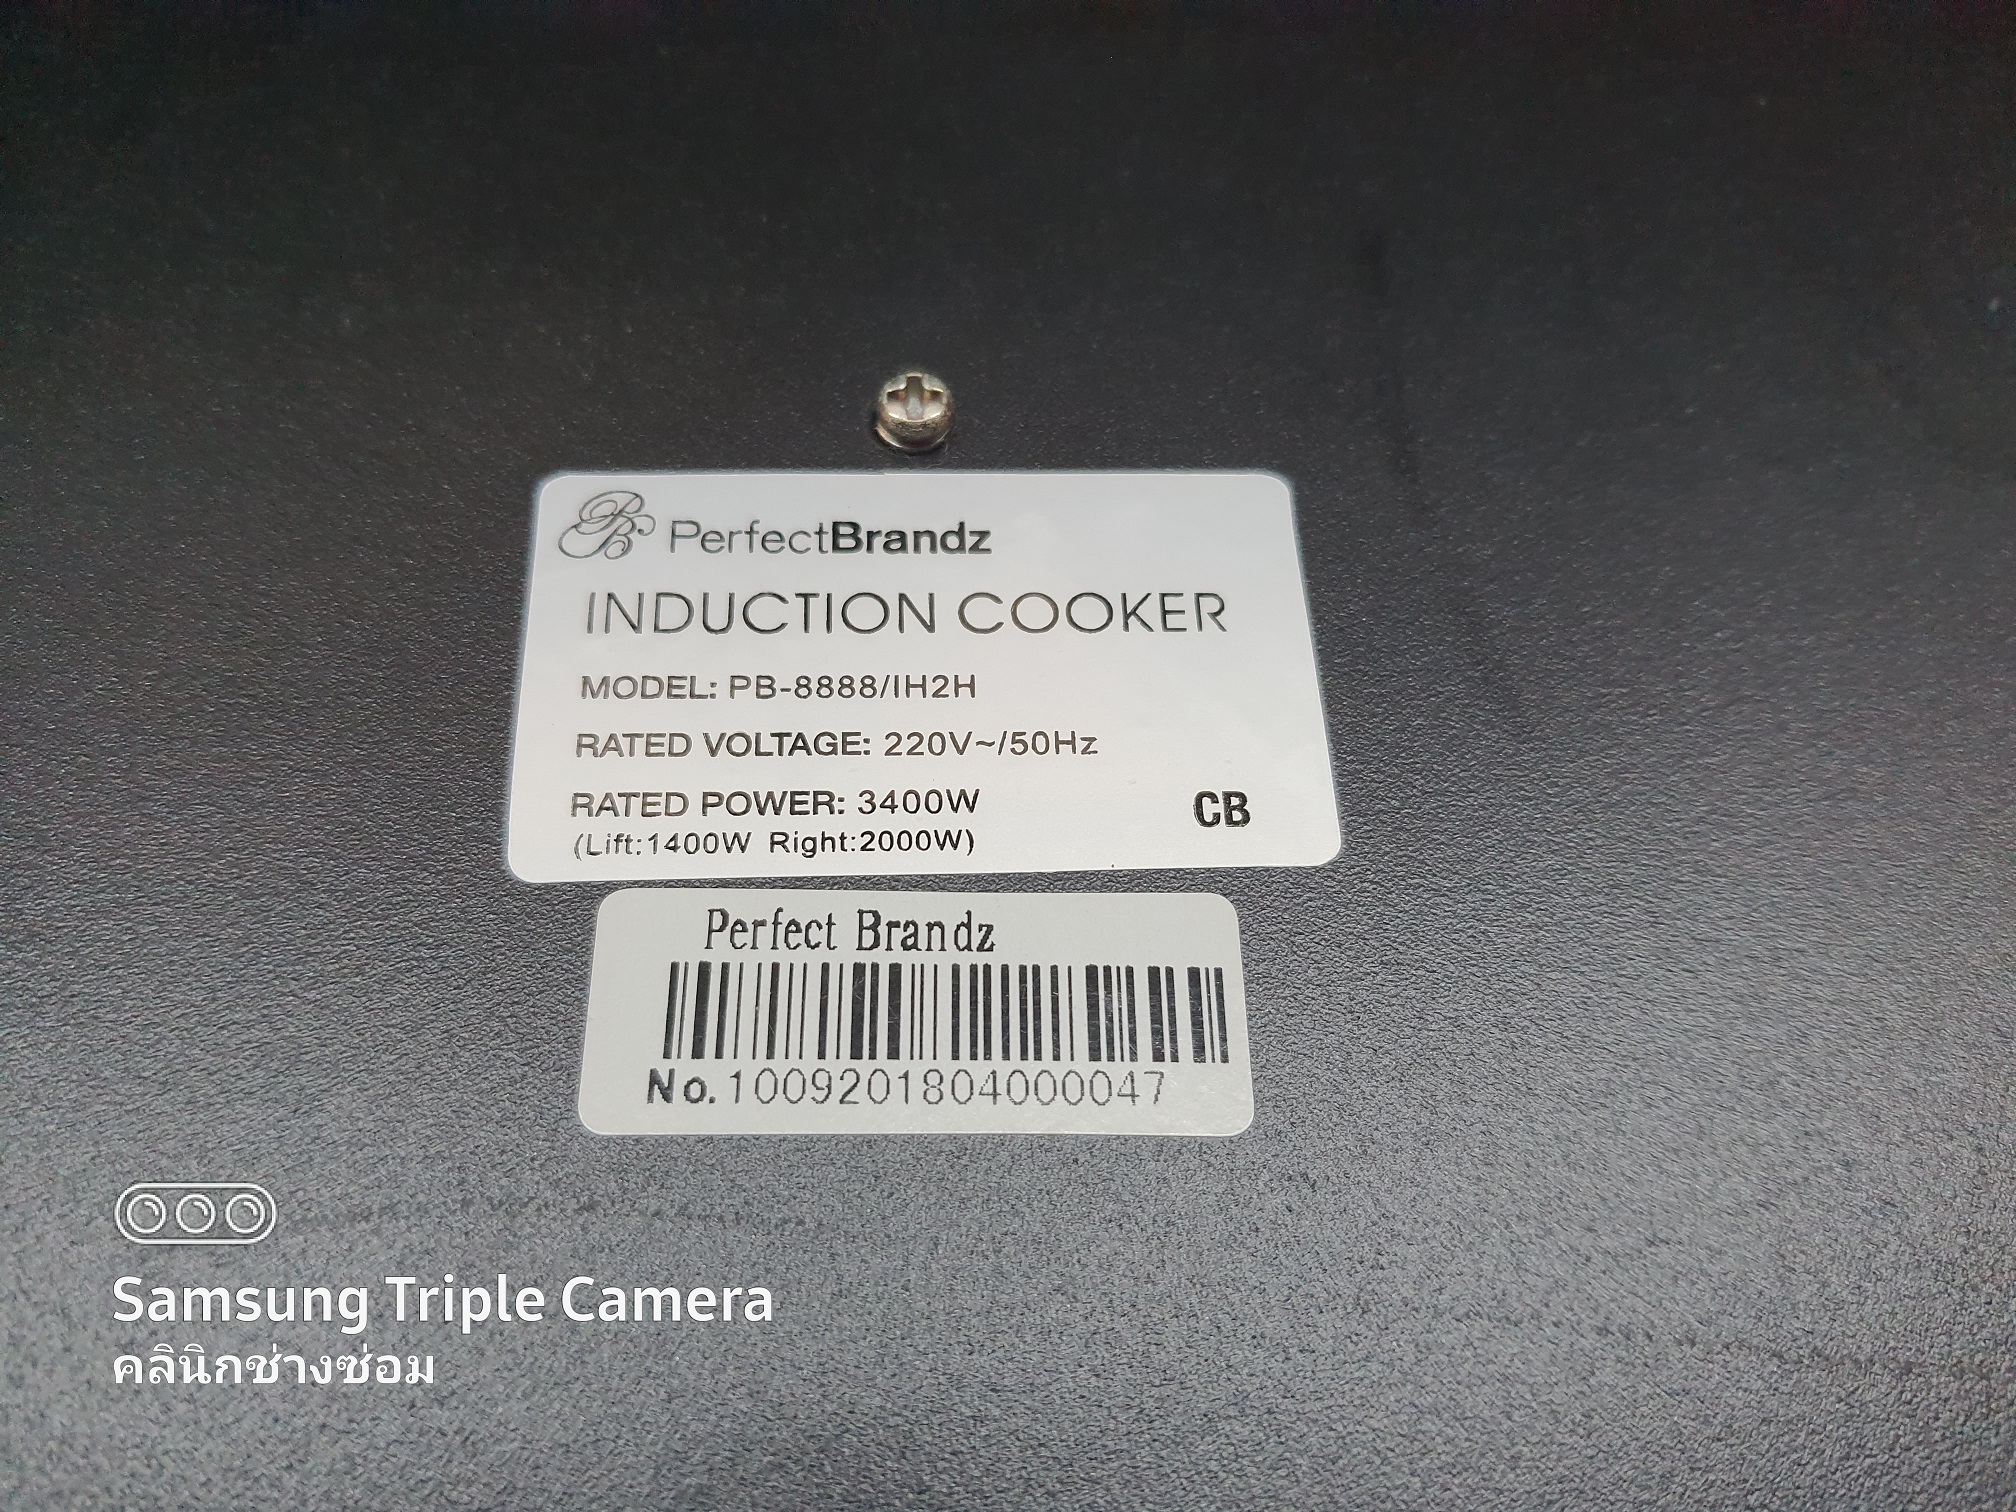 PerfectBrandz
INDUCTION COOKER
MODEL: PB-8888/IH2H
RATED VOLTAGE: 220V~/50Hz
RATED POWER: 3400W
(Lift:1400W Right:2000W)
CB
Perfect Brandz
No.1009201804000047
Samsung Triple Camera
คลินิกช่างซ่อม